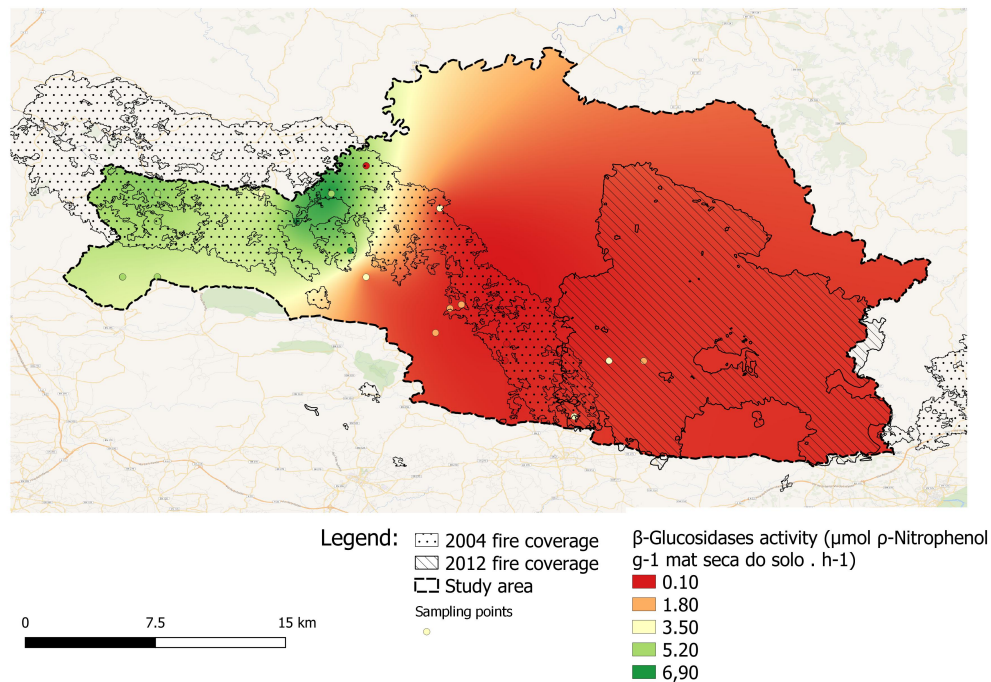 Legend:
2004 fire coverage
2012 fire coverage
Study area
Sampling points
β-Glucosidases activity (μmol ρ-Nitrophenol
g-1 mat seca do solo . h-1)
0.10
1.80
3.50
5.20
6,90
0
7.5
15 km